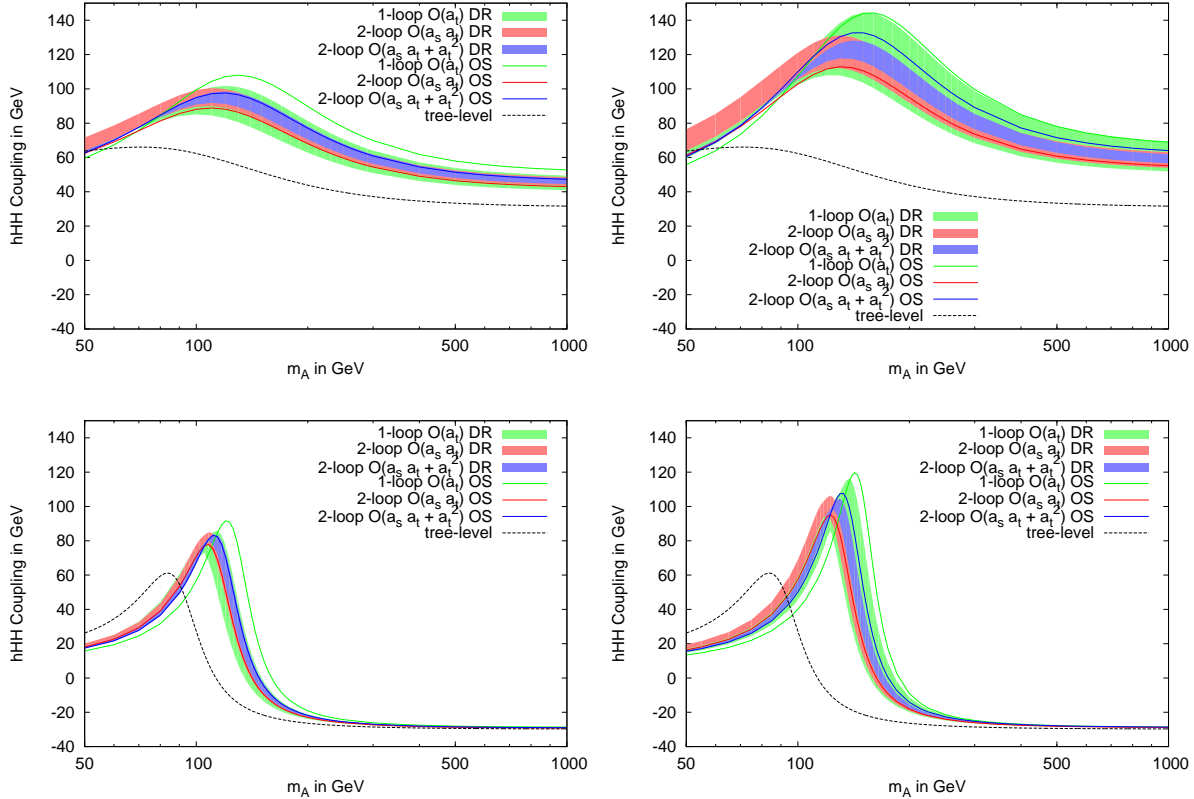 hHH Coupling in GeV
140
120
100
80
60
40
20
0
-20
-40
50
100
500
1000
m_A in GeV
1-loop O(a_t) DR
2-loop O(a_s a_t) DR
2-loop O(a_s a_t + a_t^2) DR
1-loop O(a_t) OS
2-loop O(a_s a_t) OS
2-loop O(a_s a_t + a_t^2) OS
tree-level
hHH Coupling in GeV
140
120
100
80
60
40
20
0
-20
-40
50
100
500
1000
m_A in GeV
1-loop O(a_t) DR
2-loop O(a_s a_t) DR
2-loop O(a_s a_t + a_t^2) DR
1-loop O(a_t) OS
2-loop O(a_s a_t) OS
2-loop O(a_s a_t + a_t^2) OS
tree-level
hHH Coupling in GeV
140
120
100
80
60
40
20
0
-20
-40
50
100
500
1000
m_A in GeV
1-loop O(a_t) DR
2-loop O(a_s a_t) DR
2-loop O(a_s a_t + a_t^2) DR
1-loop O(a_t) OS
2-loop O(a_s a_t) OS
2-loop O(a_s a_t + a_t^2) OS
tree-level
hHH Coupling in GeV
140
120
100
80
60
40
20
0
-20
-40
50
100
500
1000
m_A in GeV
1-loop O(a_t) DR
2-loop O(a_s a_t) DR
2-loop O(a_s a_t + a_t^2) DR
1-loop O(a_t) OS
2-loop O(a_s a_t) OS
2-loop O(a_s a_t + a_t^2) OS
tree-level